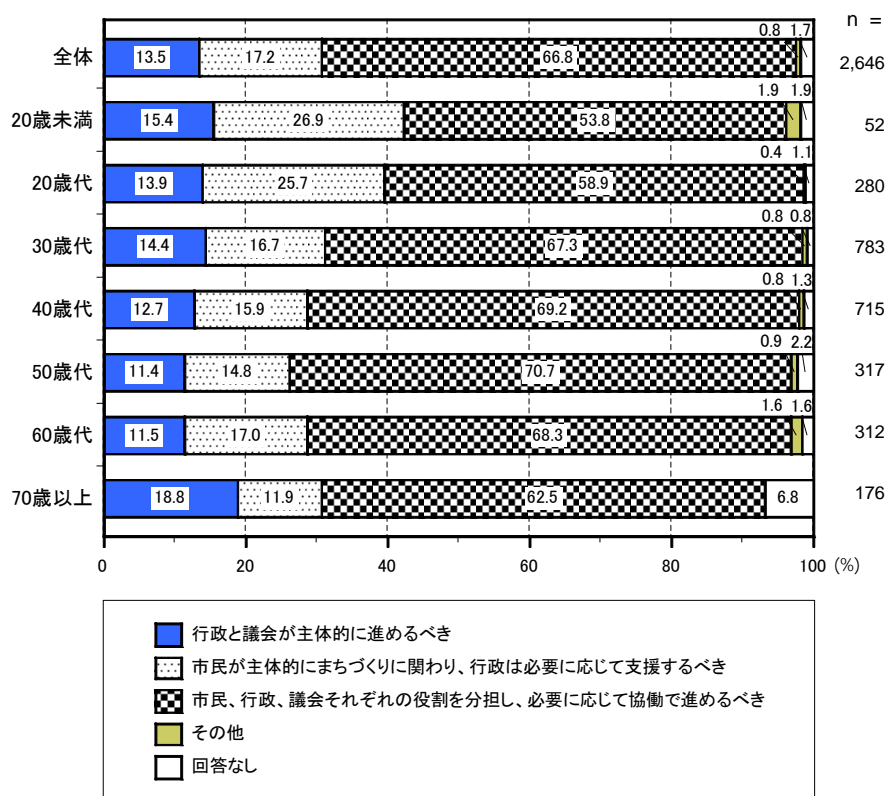 n =
0.8 1.7
全体 13.5 17.2 66.8 2,646
1.9 1.9
20歳未満 15.4 26.9 53.8 52
0.4 1.1
20歳代 13.9 25.7 58.9 280
0.8 0.8
30歳代 14.4 16.7 67.3 783
0.8 1.3
40歳代 12.7 15.9 69.2 715
0.9 2.2
50歳代 11.4 14.8 70.7 317
1.6 1.6
60歳代 11.5 17.0 68.3 312
70歳以上 18.8 11.9 62.5 6.8 176
0 20 40 60 80 100 (%)
行政と議会が主体的に進めるべき
市民が主体的にまちづくりに関わり、行政は必要に応じて支援するべき
市民、行政、議会それぞれの役割を分担し、必要に応じて協働で進めるべき
その他
回答なし